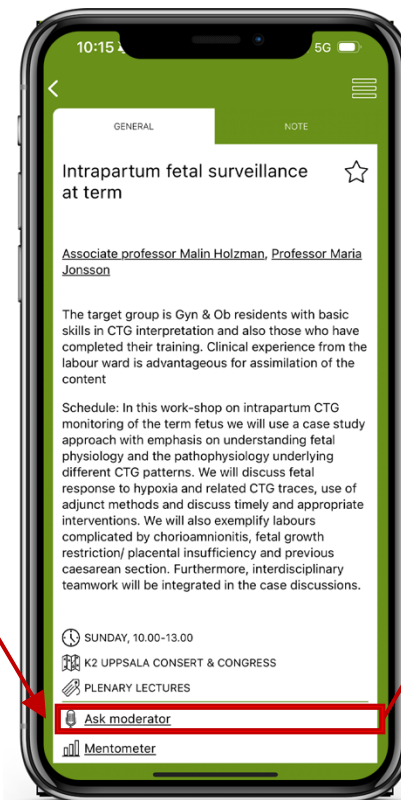 10:15
5G
GENERAL
NOTE
Intrapartum fetal surveillance
at term
Associate professor Malin Holzman, Professor Maria
Jonsson
The target group is Gyn & Ob residents with basic
skills in CTG interpretation and also those who have
completed their training. Clinical experience from the
labour ward is advantageous for assimilation of the
content
Schedule: In this work-shop on intrapartum CTG
monitoring of the term fetus we will use a case study
approach with emphasis on understanding fetal
physiology and the pathophysiology underlying
different CTG patterns. We will discuss fetal
response to hypoxia and related CTG traces, use of
adjunct methods and discuss timely and appropriate
interventions. We will also exemplify labours
complicated by chorioamnionitis, fetal growth
restriction/ placental insufficiency and previous
caesarean section. Furthermore, interdisciplinary
teamwork will be integrated in the case discussions.
SUNDAY, 10.00-13.00
K2 UPPSALA CONSERT & CONGRESS
PLENARY LECTURES
Ask moderator
Mentometer